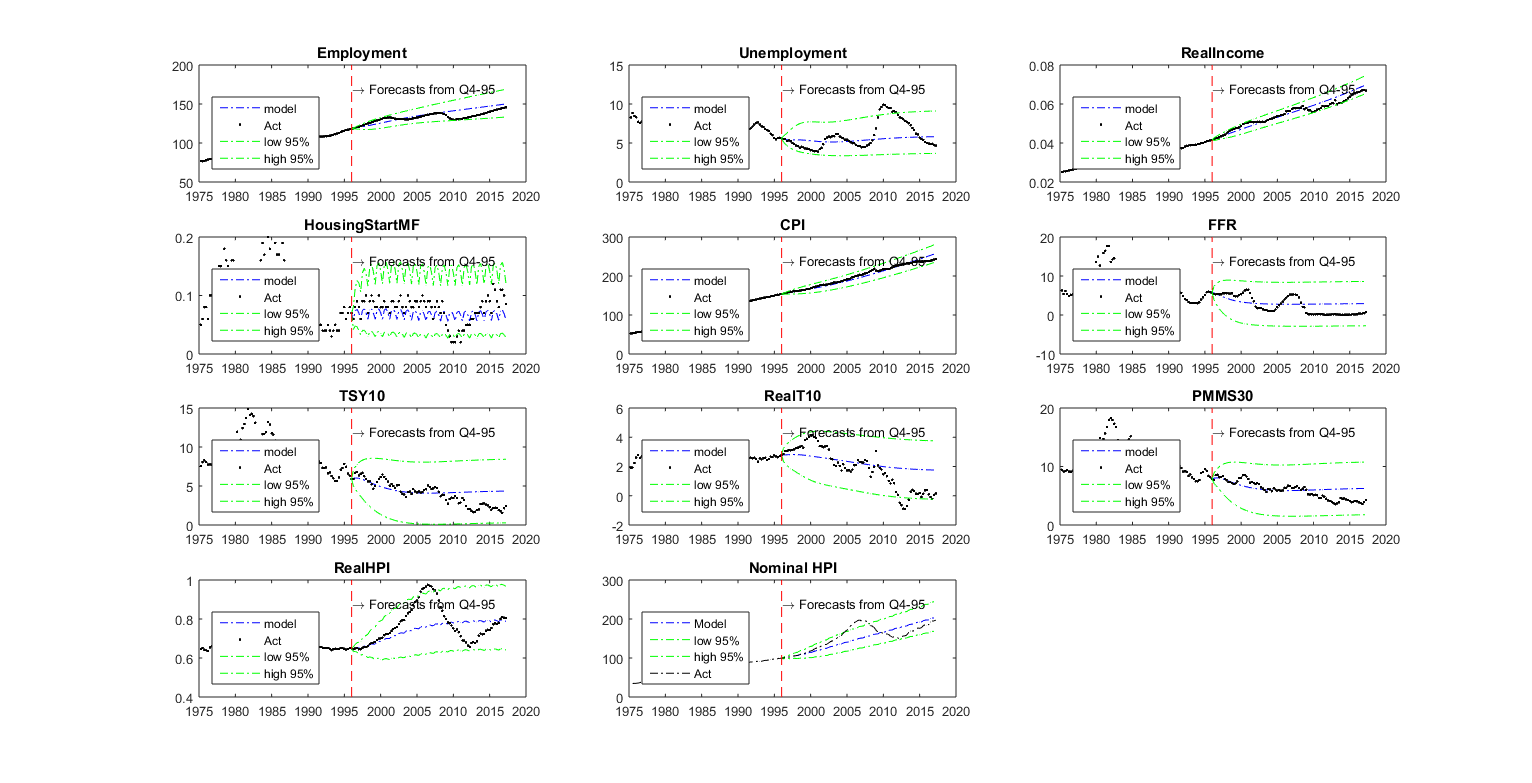 Employment
200
150
100
50
→ Forecasts from Q4-95
model
Act
low 95%
high 95%
1975 1980 1985 1990 1995 2000 2005 2010 2015 2020
Unemployment
15
10
5
0
→ Forecasts from Q4-95
model
Act
low 95%
high 95%
1975 1980 1985 1990 1995 2000 2005 2010 2015 2020
RealIncome
0.08
0.06
0.04
0.02
→ Forecasts from Q4-95
model
Act
low 95%
high 95%
1975 1980 1985 1990 1995 2000 2005 2010 2015 2020
HousingStartMF
0.2
0.1
0
→ Forecasts from Q4-95
model
Act
low 95%
high 95%
1975 1980 1985 1990 1995 2000 2005 2010 2015 2020
CPI
300
200
100
0
→ Forecasts from Q4-95
model
Act
low 95%
high 95%
1975 1980 1985 1990 1995 2000 2005 2010 2015 2020
FFR
20
10
0
-10
→ Forecasts from Q4-95
model
Act
low 95%
high 95%
1975 1980 1985 1990 1995 2000 2005 2010 2015 2020
TSY10
15
10
5
0
→ Forecasts from Q4-95
model
Act
low 95%
high 95%
1975 1980 1985 1990 1995 2000 2005 2010 2015 2020
RealT10
6
4
2
0
-2
→ Forecasts from Q4-95
model
Act
low 95%
high 95%
1975 1980 1985 1990 1995 2000 2005 2010 2015 2020
PMMS30
20
10
0
→ Forecasts from Q4-95
model
Act
low 95%
high 95%
1975 1980 1985 1990 1995 2000 2005 2010 2015 2020
RealHPI
1
0.8
0.6
0.4
→ Forecasts from Q4-95
model
Act
low 95%
high 95%
1975 1980 1985 1990 1995 2000 2005 2010 2015 2020
Nominal HPI
300
200
100
0
→ Forecasts from Q4-95
Model
low 95%
high 95%
Act
1975 1980 1985 1990 1995 2000 2005 2010 2015 2020